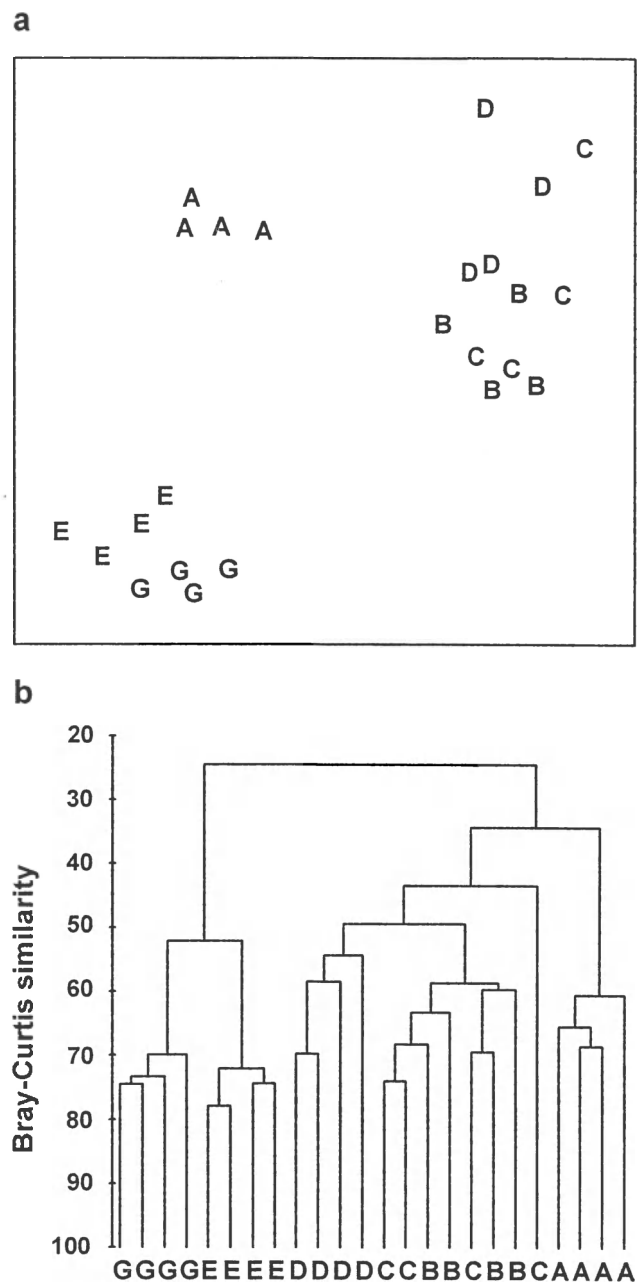 a
D
C
D
A
A A A
D D
B C
B
C
C
B B
E
E E
E
G G G
G
b
20
30
40
50
60
70
80
90
100
Bray-Curtis similarity
GGGGEEEEDDDDCCBBCBBCAAAA